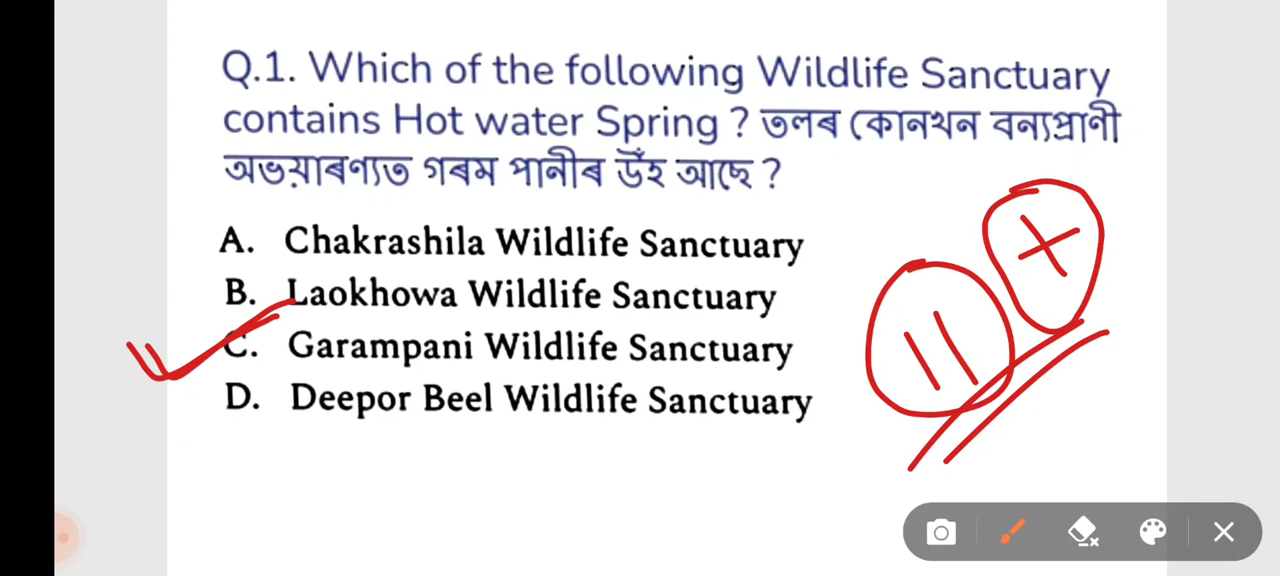 Q.1. Which of the following Wildlife Sanctuary
contains Hot water Spring ? তলৰ কোনখন বন্যপ্ৰাণী
অভয়াৰণ্যত গৰম পানীৰ উঁহ আছে ?
A. Chakrashila Wildlife Sanctuary
B. Laokhowa Wildlife Sanctuary
C. Garampani Wildlife Sanctuary
D. Deepor Beel Wildlife Sanctuary